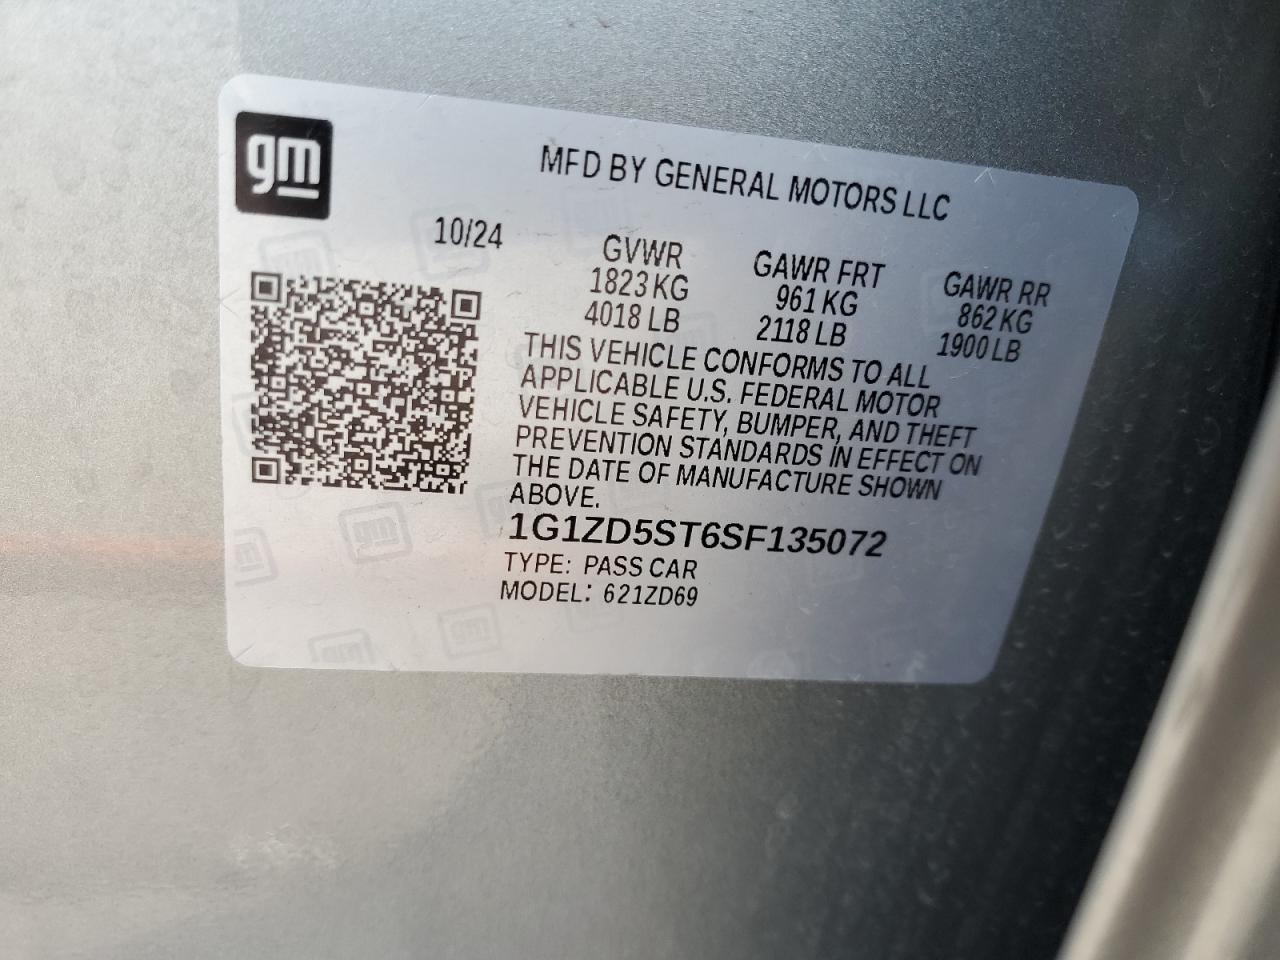 gm
MFD BY GENERAL MOTORS LLC
10/24
GVWR GAWR FRT GAWR RR
1823 KG 961 KG 862 KG
4018 LB 2118 LB 1900 LB
THIS VEHICLE CONFORMS TO ALL
APPLICABLE U.S. FEDERAL MOTOR
VEHICLE SAFETY, BUMPER, AND THEFT
PREVENTION STANDARDS IN EFFECT ON
THE DATE OF MANUFACTURE SHOWN
ABOVE.
1G1ZD5ST6SF135072
TYPE: PASS CAR
MODEL: 621ZD69